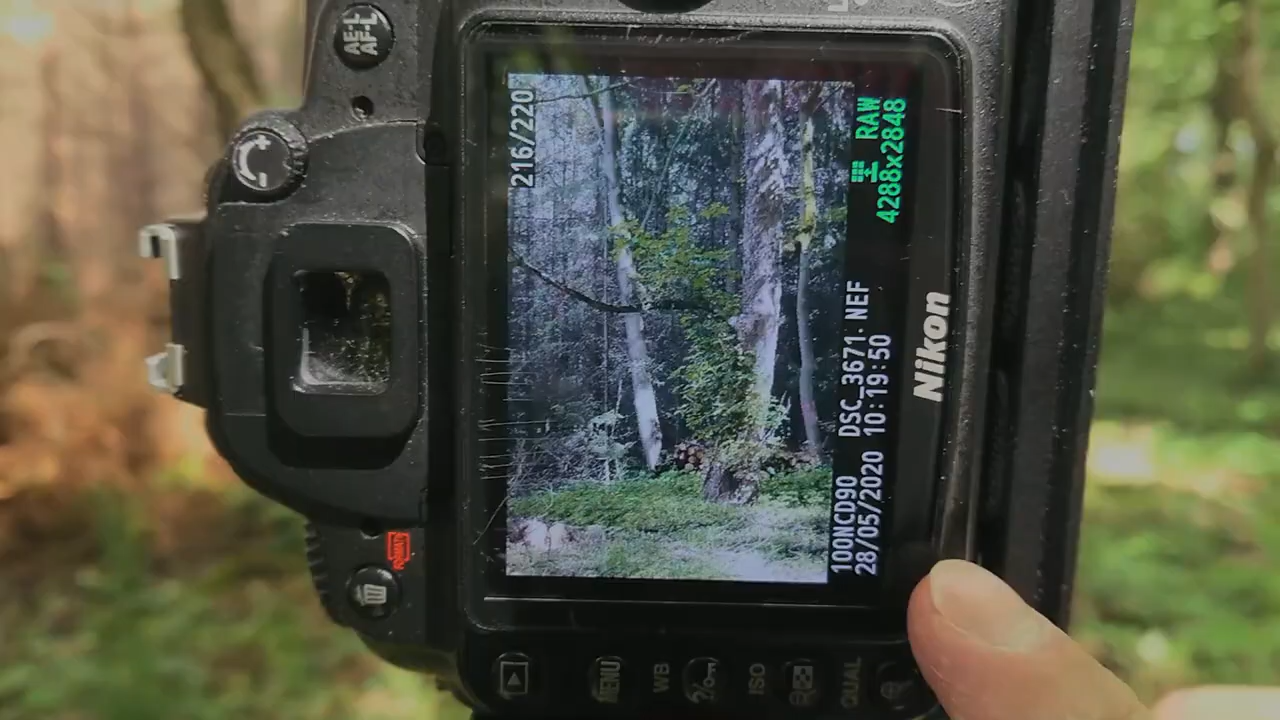 AE-L
AF-L
216/220
RAW
4288x2848
100NCD90 DSC_3671.NEF
28/05/2020 10:19:50
Nikon
FORMAT
MENU
WB
ISO
QUAL